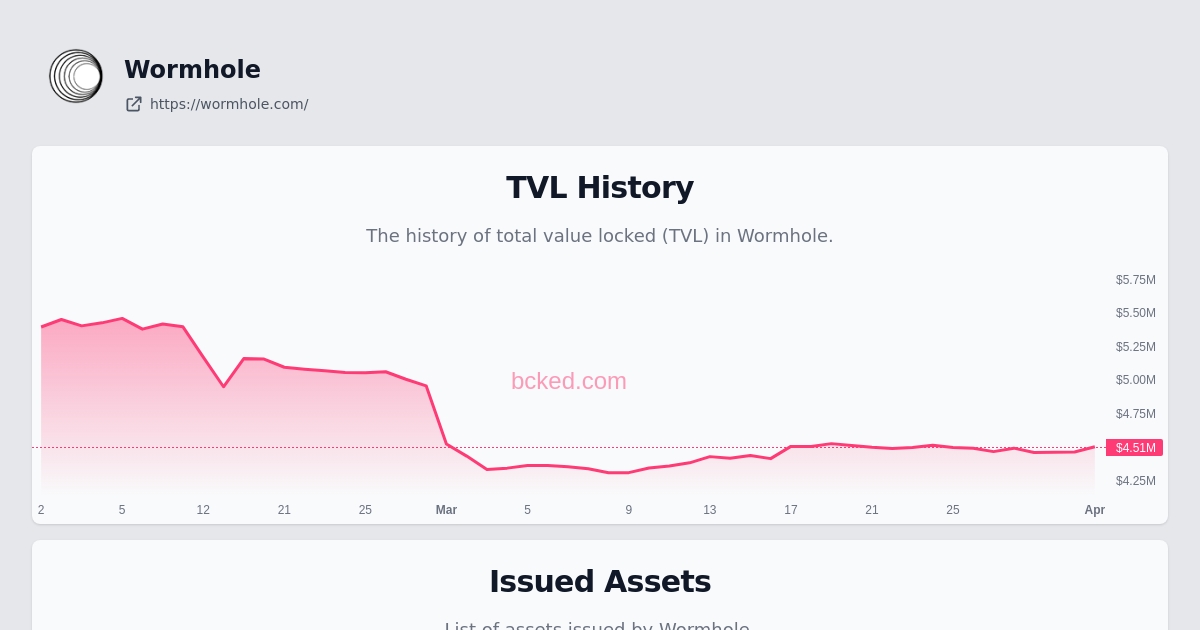 Wormhole
https://wormhole.com/
TVL History
The history of total value locked (TVL) in Wormhole.
$5.75M
$5.50M
$5.25M
$5.00M
$4.75M
$4.51M
$4.25M
bcked.com
2 5 12 21 25 Mar 5 9 13 17 21 25 Apr
Issued Assets
List of assets issued by Wormhole.